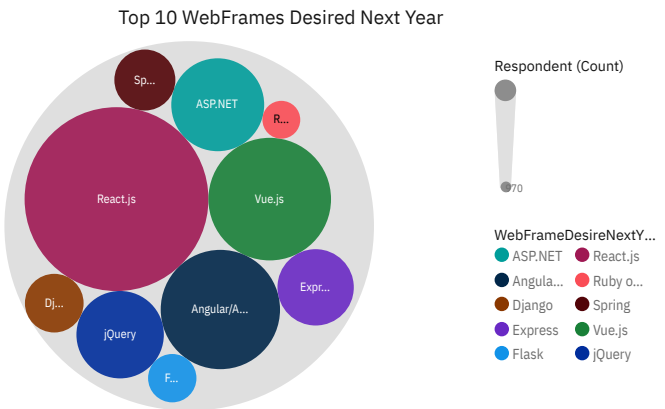 Top 10 WebFrames Desired Next Year
Sp...
ASP.NET
R...
React.js
Vue.js
Expr...
Dj...
Angular/A...
jQuery
F...
Respondent (Count)
WebFrameDesireNextY...
ASP.NET React.js
Angula... Ruby o...
Django Spring
Express Vue.js
Flask jQuery